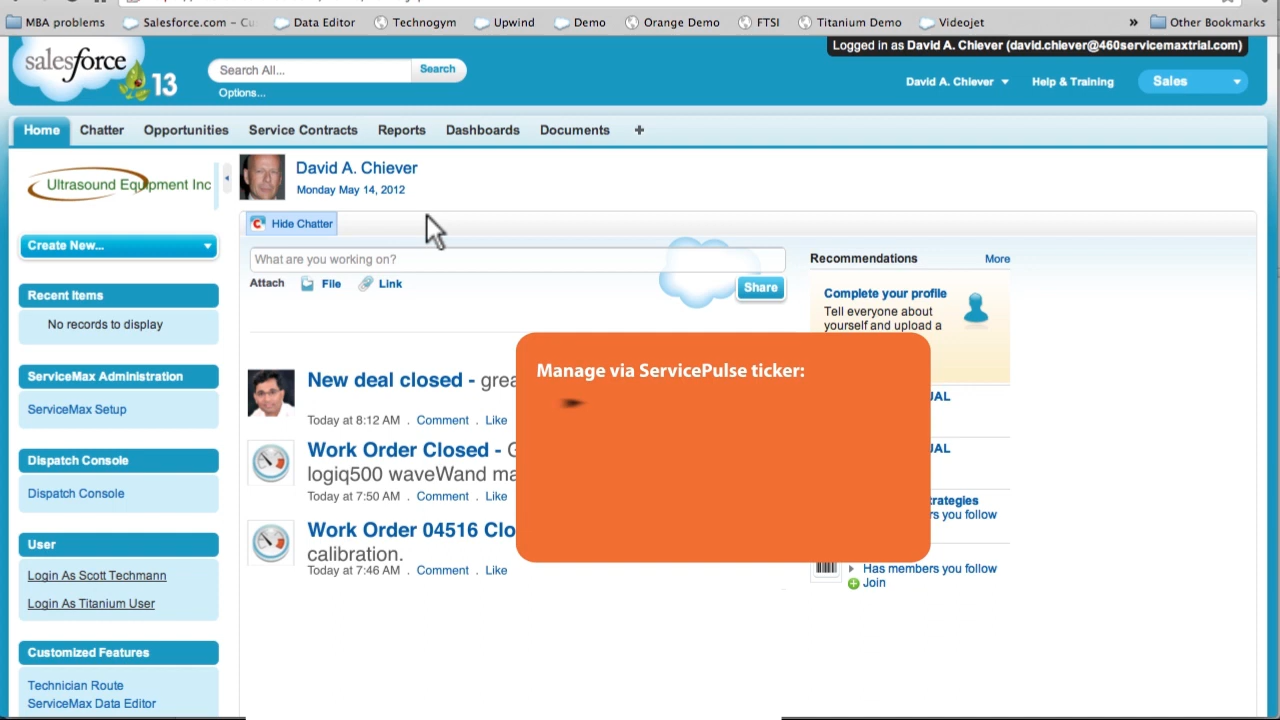 MBA problems
Salesforce.com – Cu
Data Editor
Technogym
Upwind
Demo
Orange Demo
FTSI
Titanium Demo
Videojet
»
Other Bookmarks
salesforce
13
Search All...
Search
Options...
Logged in as David A. Chiever (david.chiever@460servicemaxtrial.com)
David A. Chiever
Help & Training
Sales
Home
Chatter
Opportunities
Service Contracts
Reports
Dashboards
Documents
+
Ultrasound Equipment Inc
Create New...
Recent Items
No records to display
ServiceMax Administration
ServiceMax Setup
Dispatch Console
Dispatch Console
User
Login As Scott Techmann
Login As Titanium User
Customized Features
Technician Route
ServiceMax Data Editor
David A. Chiever
Monday May 14, 2012
Hide Chatter
What are you working on?
Attach File Link
Share
New deal closed - grea
Today at 8:12 AM . Comment . Like
Work Order Closed - G
logiq500 waveWand ma
Today at 7:50 AM . Comment . Like
Work Order 04516 Clo
calibration.
Today at 7:46 AM . Comment . Like
Manage via ServicePulse ticker:
Recommendations
More
Complete your profile
Tell everyone about
yourself and upload a
UAL
UAL
trategies
rs you follow
Has members you follow
Join